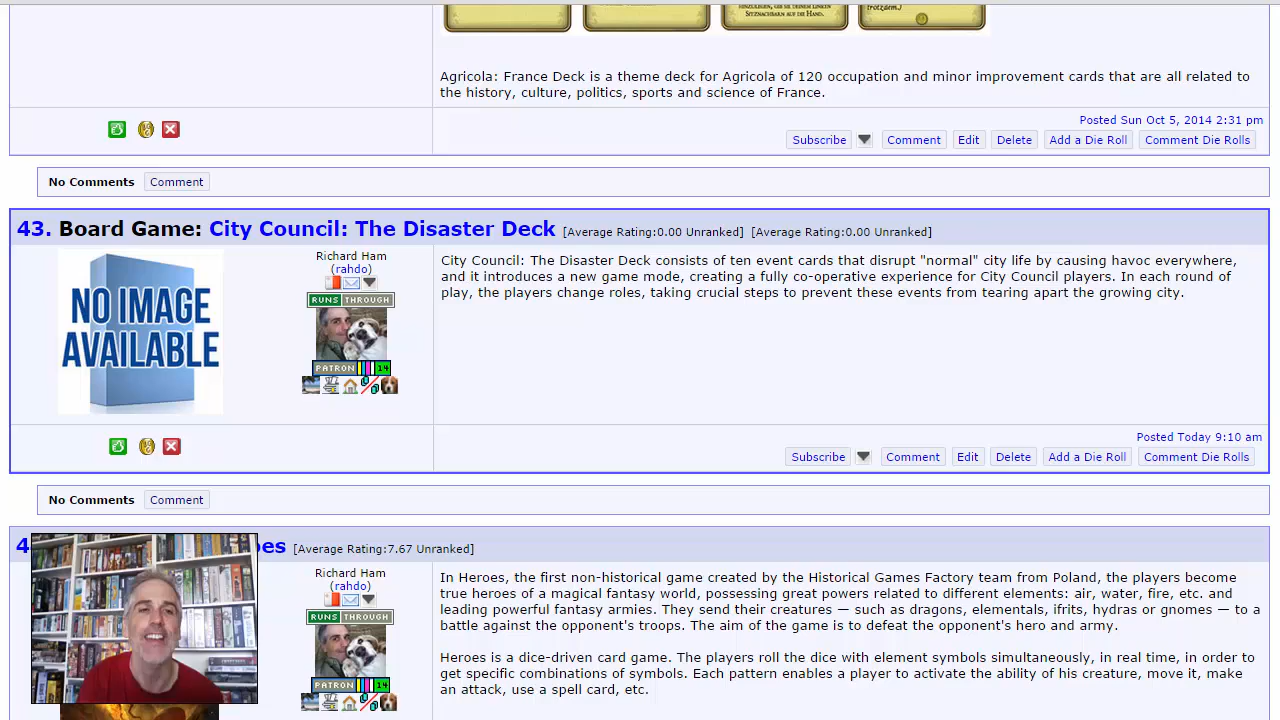 HINZULEGEN, GIB SIE DEINEM LINKEN
SITZNACHBARN AUF DIE HAND.
trotzdem.)
Agricola: France Deck is a theme deck for Agricola of 120 occupation and minor improvement cards that are all related to
the history, culture, politics, sports and science of France.
Posted Sun Oct 5, 2014 2:31 pm
Subscribe Comment Edit Delete Add a Die Roll Comment Die Rolls
No Comments Comment
43. Board Game: City Council: The Disaster Deck [Average Rating:0.00 Unranked] [Average Rating:0.00 Unranked]
NO IMAGE
AVAILABLE
Richard Ham
(rahdo)
RUNS THROUGH
PATRON 14
City Council: The Disaster Deck consists of ten event cards that disrupt "normal" city life by causing havoc everywhere,
and it introduces a new game mode, creating a fully co-operative experience for City Council players. In each round of
play, the players change roles, taking crucial steps to prevent these events from tearing apart the growing city.
Posted Today 9:10 am
Subscribe Comment Edit Delete Add a Die Roll Comment Die Rolls
No Comments Comment
4 oes [Average Rating:7.67 Unranked]
Richard Ham
(rahdo)
RUNS THROUGH
PATRON 14
In Heroes, the first non-historical game created by the Historical Games Factory team from Poland, the players become
true heroes of a magical fantasy world, possessing great powers related to different elements: air, water, fire, etc. and
leading powerful fantasy armies. They send their creatures — such as dragons, elementals, ifrits, hydras or gnomes — to a
battle against the opponent's troops. The aim of the game is to defeat the opponent's hero and army.
Heroes is a dice-driven card game. The players roll the dice with element symbols simultaneously, in real time, in order to
get specific combinations of symbols. Each pattern enables a player to activate the ability of his creature, move it, make
an attack, use a spell card, etc.